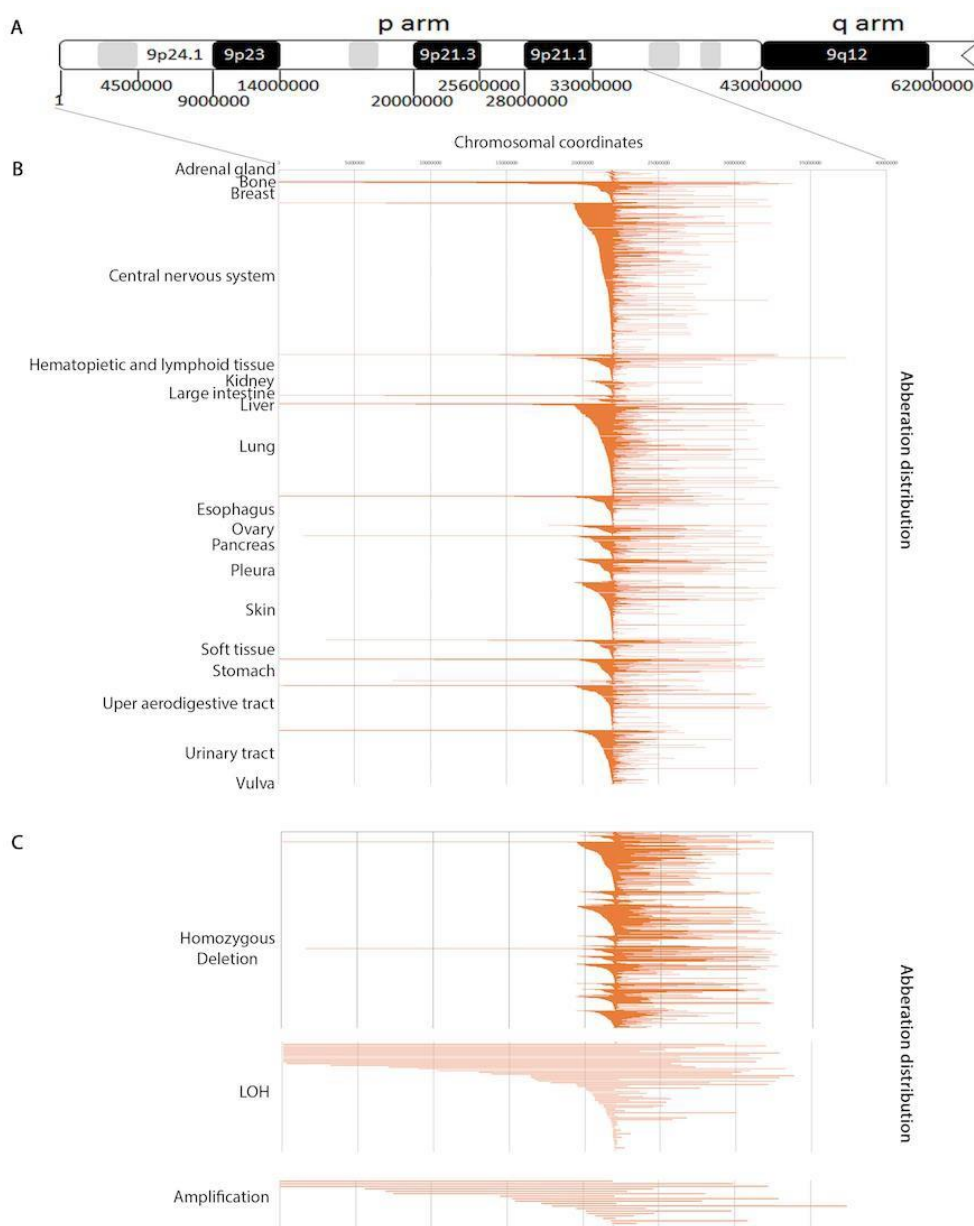 A
p arm
q arm
9p24.1
9p23
9p21.3
9p21.1
9q12
1
4500000
9000000
14000000
20000000
25600000
28000000
33000000
43000000
62000000
Chromosomal coordinates
B
Adrenal gland
Bone
Breast
Central nervous system
Hematopietic and lymphoid tissue
Kidney
Large intestine
Liver
Lung
Esophagus
Ovary
Pancreas
Pleura
Skin
Soft tissue
Stomach
Uper aerodigestive tract
Urinary tract
Vulva
Abberation distribution
C
Homozygous
Deletion
LOH
Amplification
Abberation distribution